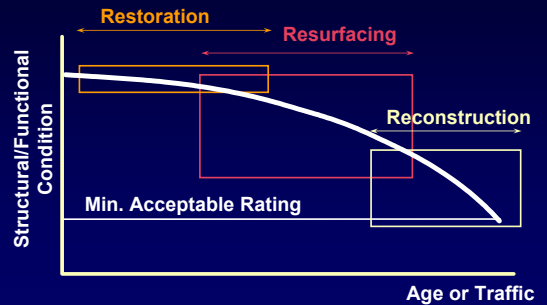 Restoration
Resurfacing
Reconstruction
Structural/Functional
Condition
Min. Acceptable Rating
Age or Traffic